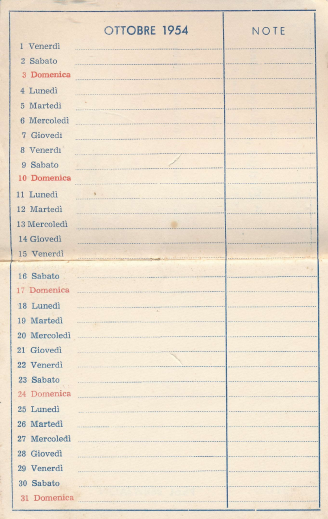 OTTOBRE 1954
NOTE
1 Venerdì
2 Sabato
3 Domenica
4 Lunedì
5 Martedì
6 Mercoledì
7 Giovedì
8 Venerdì
9 Sabato
10 Domenica
11 Lunedì
12 Martedì
13 Mercoledì
14 Giovedì
15 Venerdì
16 Sabato
17 Domenica
18 Lunedì
19 Martedì
20 Mercoledì
21 Giovedì
22 Venerdì
23 Sabato
24 Domenica
25 Lunedì
26 Martedì
27 Mercoledì
28 Giovedì
29 Venerdì
30 Sabato
31 Domenica